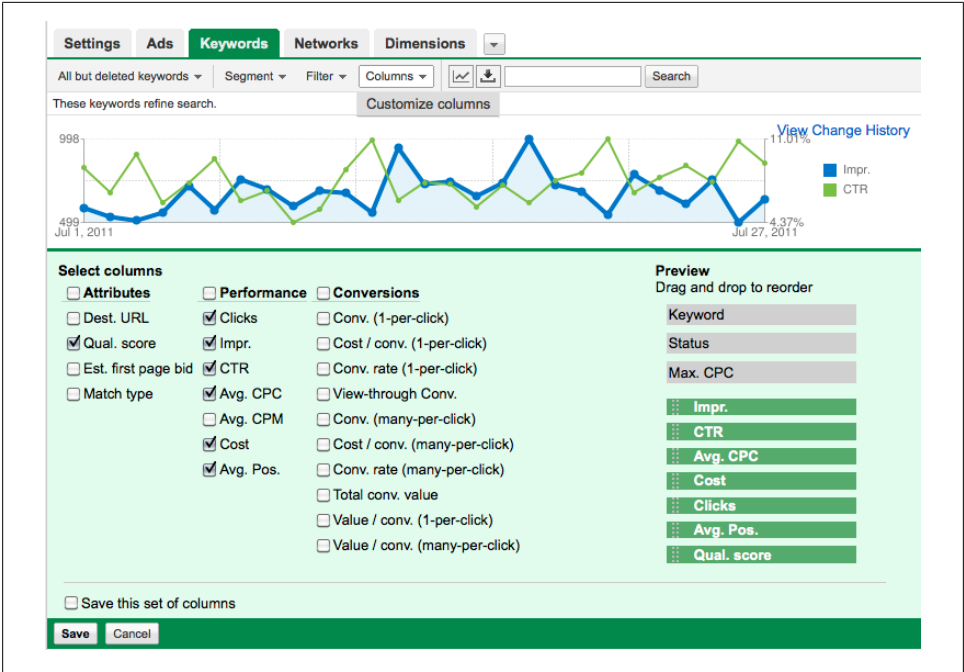 Settings Ads Keywords Networks Dimensions
All but deleted keywords Segment Filter Columns Search
These keywords refine search. Customize columns
View Change History
998 11.01%
Impr.
CTR
499 4.37%
Jul 1, 2011 Jul 27, 2011
Select columns
Attributes
Dest. URL
Qual. score
Est. first page bid
Match type
Performance
Clicks
Impr.
CTR
Avg. CPC
Avg. CPM
Cost
Avg. Pos.
Conversions
Conv. (1-per-click)
Cost / conv. (1-per-click)
Conv. rate (1-per-click)
View-through Conv.
Conv. (many-per-click)
Cost / conv. (many-per-click)
Conv. rate (many-per-click)
Total conv. value
Value / conv. (1-per-click)
Value / conv. (many-per-click)
Preview
Drag and drop to reorder
Keyword
Status
Max. CPC
Impr.
CTR
Avg. CPC
Cost
Clicks
Avg. Pos.
Qual. score
Save this set of columns
Save Cancel